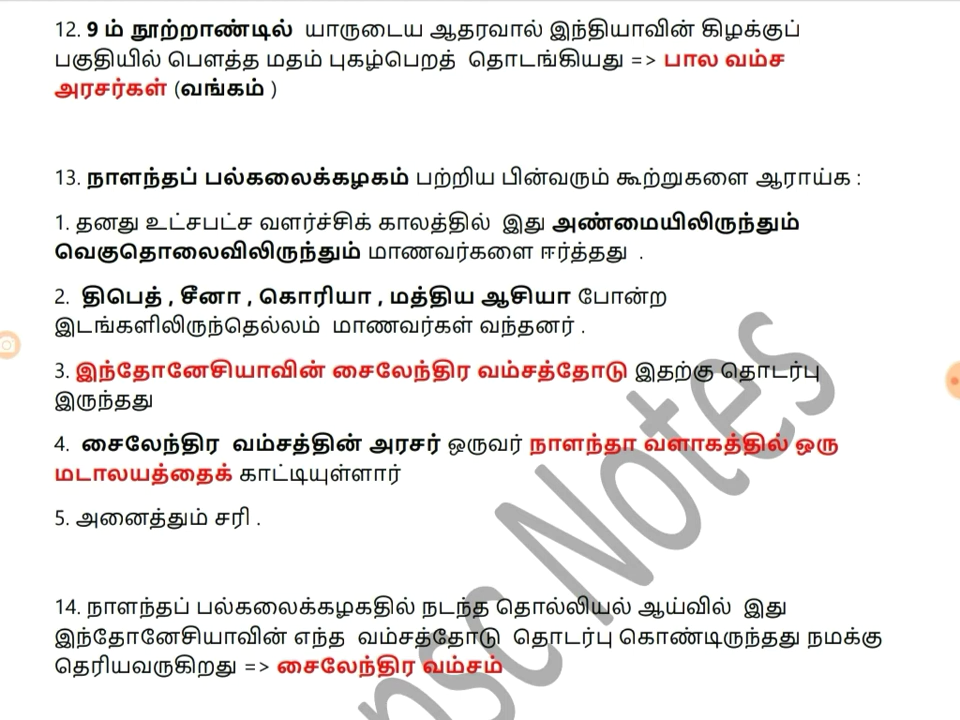 12. 9 ம் நூற்றாண்டில் யாருடைய ஆதரவால் இந்தியாவின் கிழக்குப்
பகுதியில் பௌத்த மதம் புகழ்பெறத் தொடங்கியது => பால வம்ச
அரசர்கள் (வங்கம் )
13. நாளந்தப் பல்கலைக்கழகம் பற்றிய பின்வரும் கூற்றுகளை ஆராய்க :
1. தனது உட்சபட்ச வளர்ச்சிக் காலத்தில் இது அண்மையிலிருந்தும்
வெகுதொலைவிலிருந்தும் மாணவர்களை ஈர்த்தது .
2. திபெத் , சீனா , கொரியா , மத்திய ஆசியா போன்ற
இடங்களிலிருந்தெல்லம் மாணவர்கள் வந்தனர் .
3. இந்தோனேசியாவின் சைலேந்திர வம்சத்தோடு இதற்கு தொடர்பு
இருந்தது
4. சைலேந்திர வம்சத்தின் அரசர் ஒருவர் நாளந்தா வளாகத்தில் ஒரு
மடாலயத்தைக் காட்டியுள்ளார்
5. அனைத்தும் சரி .
14. நாளந்தப் பல்கலைக்கழகதில் நடந்த தொல்லியல் ஆய்வில் இது
இந்தோனேசியாவின் எந்த வம்சத்தோடு தொடர்பு கொண்டிருந்தது நமக்கு
தெரியவருகிறது => சைலேந்திர வம்சம்
Notes